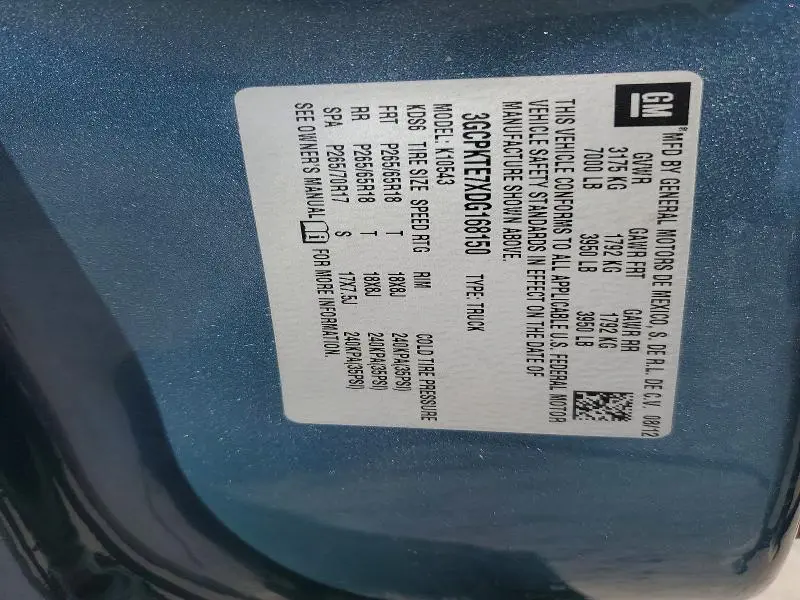 GM
®
MFD BY GENERAL MOTORS DE MEXICO, S. DE R.L. DE C.V. 08/12
GVWR GAWR FRT GAWR RR
3175 KG 1792 KG 1792 KG
7000 LB 3950 LB 3950 LB
THIS VEHICLE CONFORMS TO ALL APPLICABLE U.S. FEDERAL MOTOR
VEHICLE SAFETY STANDARDS IN EFFECT ON THE DATE OF
MANUFACTURE SHOWN ABOVE.
3GCPKTE7XDG168150 TYPE: TRUCK
MODEL: K10543
KDS6 TIRE SIZE SPEED RTG RIM COLD TIRE PRESSURE
FRT P265/65R18 T 18X8J 240KPA(35PSI)
RR P265/65R18 T 18X8J 240KPA(35PSI)
SPA P265/70R17 S 17X7.5J 240KPA(35PSI)
SEE OWNER'S MANUAL FOR MORE INFORMATION.